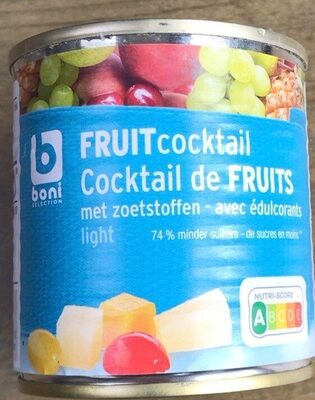 b
boni
SELECTION
FRUITcocktail
Cocktail de FRUITS
met zoetstoffen - avec édulcorants
light
74 % minder suikers - de sucres en moins*
NUTRI-SCORE
A B C D E